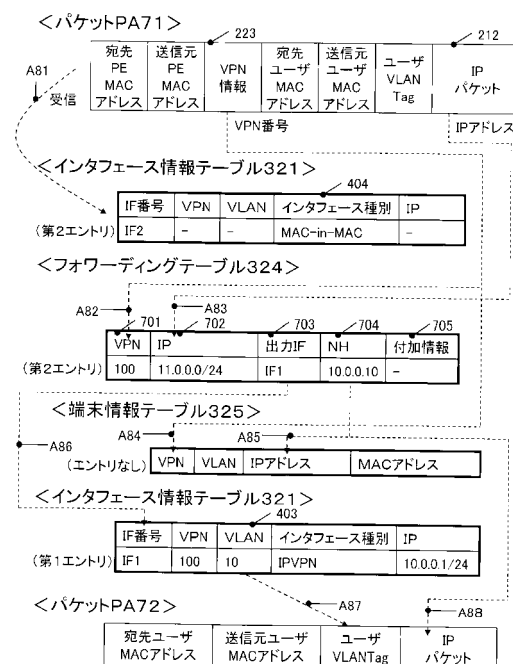 ＜パケットPA71＞
223
212
A81
受信
宛先
PE
MAC
アドレス
送信元
PE
MAC
アドレス
VPN
情報
宛先
ユーザ
MAC
アドレス
送信元
ユーザ
MAC
アドレス
ユーザ
VLAN
Tag
IP
パケット
VPN番号
IPアドレス
＜インタフェース情報テーブル321＞
404
IF番号 VPN VLAN インタフェース種別 IP
(第2エントリ) IF2 - - MAC-in-MAC -
＜フォワーディングテーブル324＞
A82
A83
701 702 703 704 705
VPN IP 出力IF NH 付加情報
(第2エントリ) 100 11.0.0.0/24 IF1 10.0.0.10 -
＜端末情報テーブル325＞
A86
A84
A85
(エントリなし) VPN VLAN IPアドレス MACアドレス
＜インタフェース情報テーブル321＞
403
IF番号 VPN VLAN インタフェース種別 IP
(第1エントリ) IF1 100 10 IPVPN 10.0.0.1/24
＜パケットPA72＞
A87
A88
宛先ユーザ
MACアドレス
送信元ユーザ
MACアドレス
ユーザ
VLANTag
IP
パケット